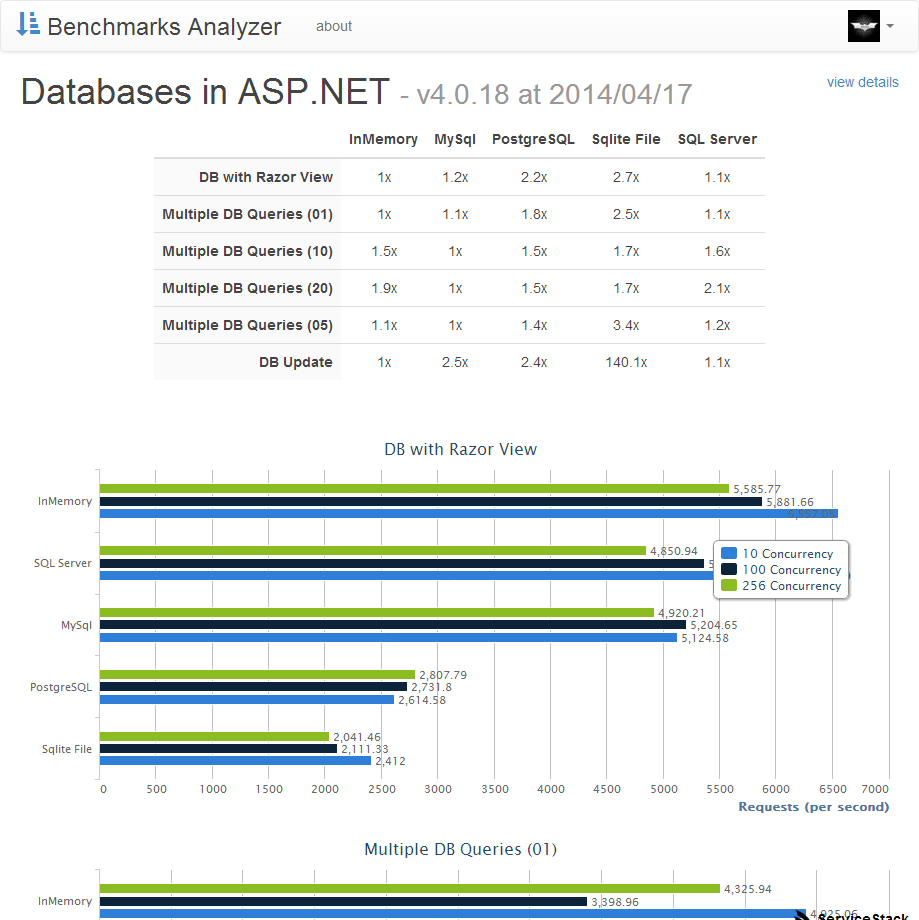 Benchmarks Analyzer about
Databases in ASP.NET - v4.0.18 at 2014/04/17 view details
InMemory MySql PostgreSQL Sqlite File SQL Server
DB with Razor View 1x 1.2x 2.2x 2.7x 1.1x
Multiple DB Queries (01) 1x 1.1x 1.8x 2.5x 1.1x
Multiple DB Queries (10) 1.5x 1x 1.5x 1.7x 1.6x
Multiple DB Queries (20) 1.9x 1x 1.5x 1.7x 2.1x
Multiple DB Queries (05) 1.1x 1x 1.4x 3.4x 1.2x
DB Update 1x 2.5x 2.4x 140.1x 1.1x
DB with Razor View
5,585.77
InMemory 5,881.66
SQL Server 4,850.94
10 Concurrency
100 Concurrency
256 Concurrency
4,920.21
MySql 5,204.65
5,124.58
2,807.79
PostgreSQL 2,731.8
2,614.58
2,041.46
Sqlite File 2,111.33
2,412
0 500 1000 1500 2000 2500 3000 3500 4000 4500 5000 5500 6000 6500 7000
Requests (per second)
Multiple DB Queries (01)
4,325.94
InMemory 3,398.96
4,925.06
ServiceStack